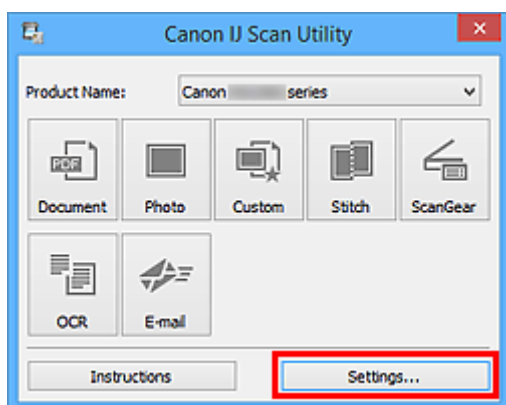 Canon IJ Scan Utility
Product Name: Canon series
PDF
Document Photo Custom Stitch ScanGear
OCR E-mail
Instructions Settings...